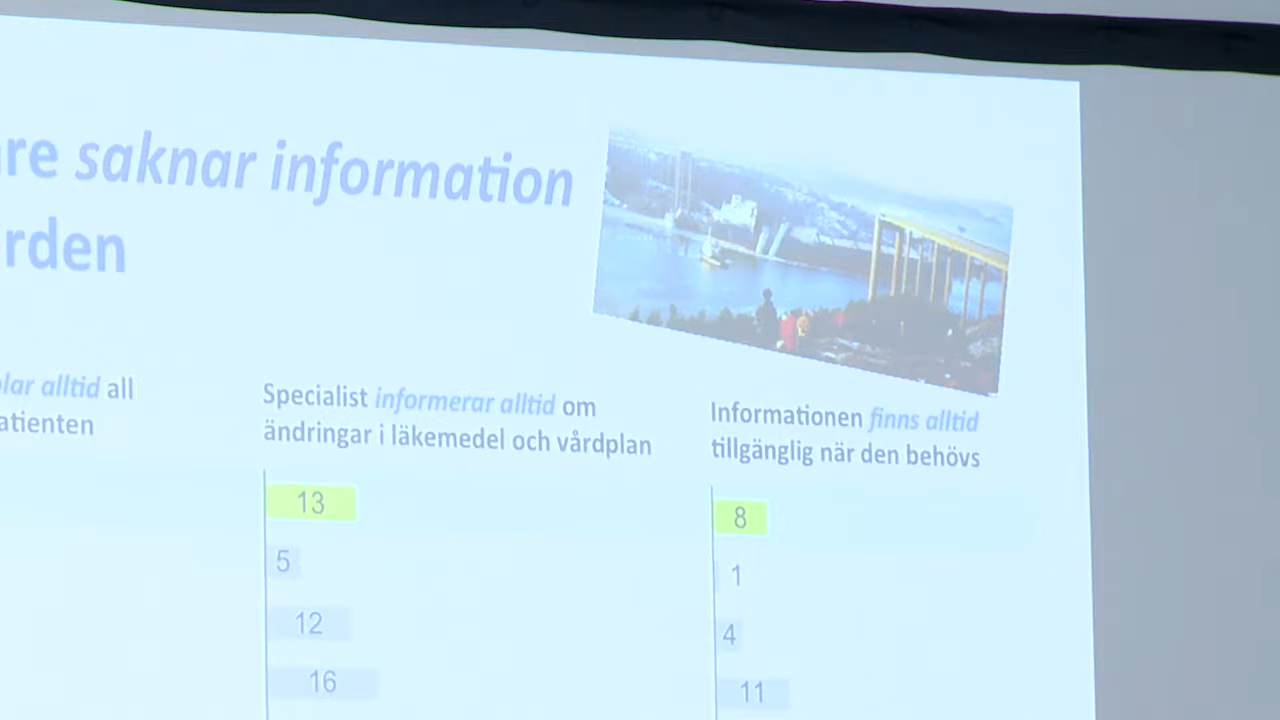 re saknar information
rden
lar alltid all
atienten
Specialist informerar alltid om
ändringar i läkemedel och vårdplan
Informationen finns alltid
tillgänglig när den behövs
13
5
12
16
8
1
4
11